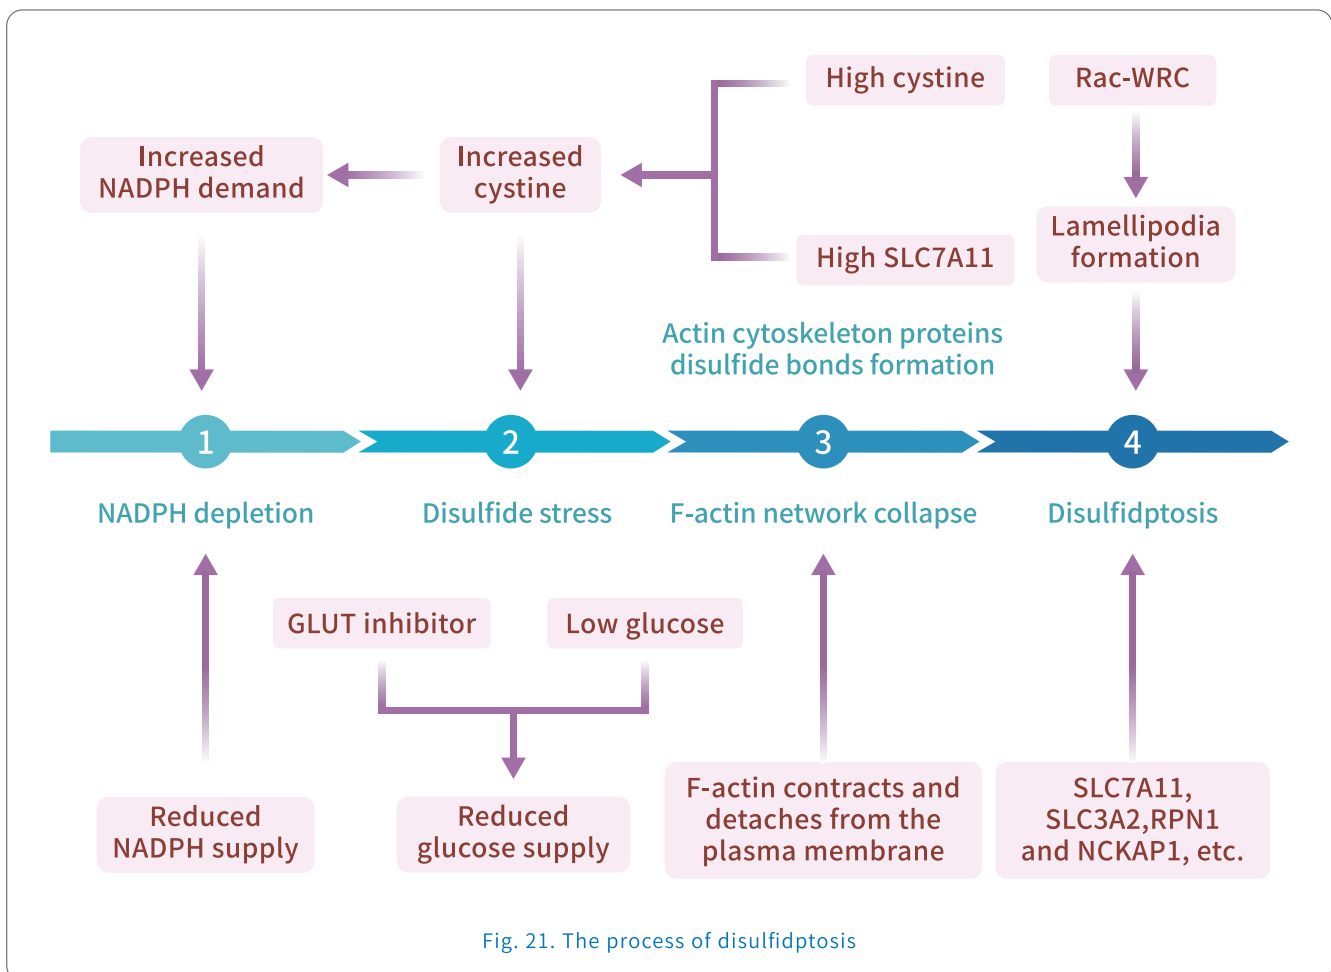 High cystine
Rac-WRC
Increased
NADPH demand
Increased
cystine
High SLC7A11
Lamellipodia
formation
Actin cytoskeleton proteins
disulfide bonds formation
1
2
3
4
NADPH depletion
Disulfide stress
F-actin network collapse
Disulfidptosis
GLUT inhibitor
Low glucose
Reduced
NADPH supply
Reduced
glucose supply
F-actin contracts and
detaches from the
plasma membrane
SLC7A11,
SLC3A2,RPN1
and NCKAP1, etc.
Fig. 21. The process of disulfidptosis